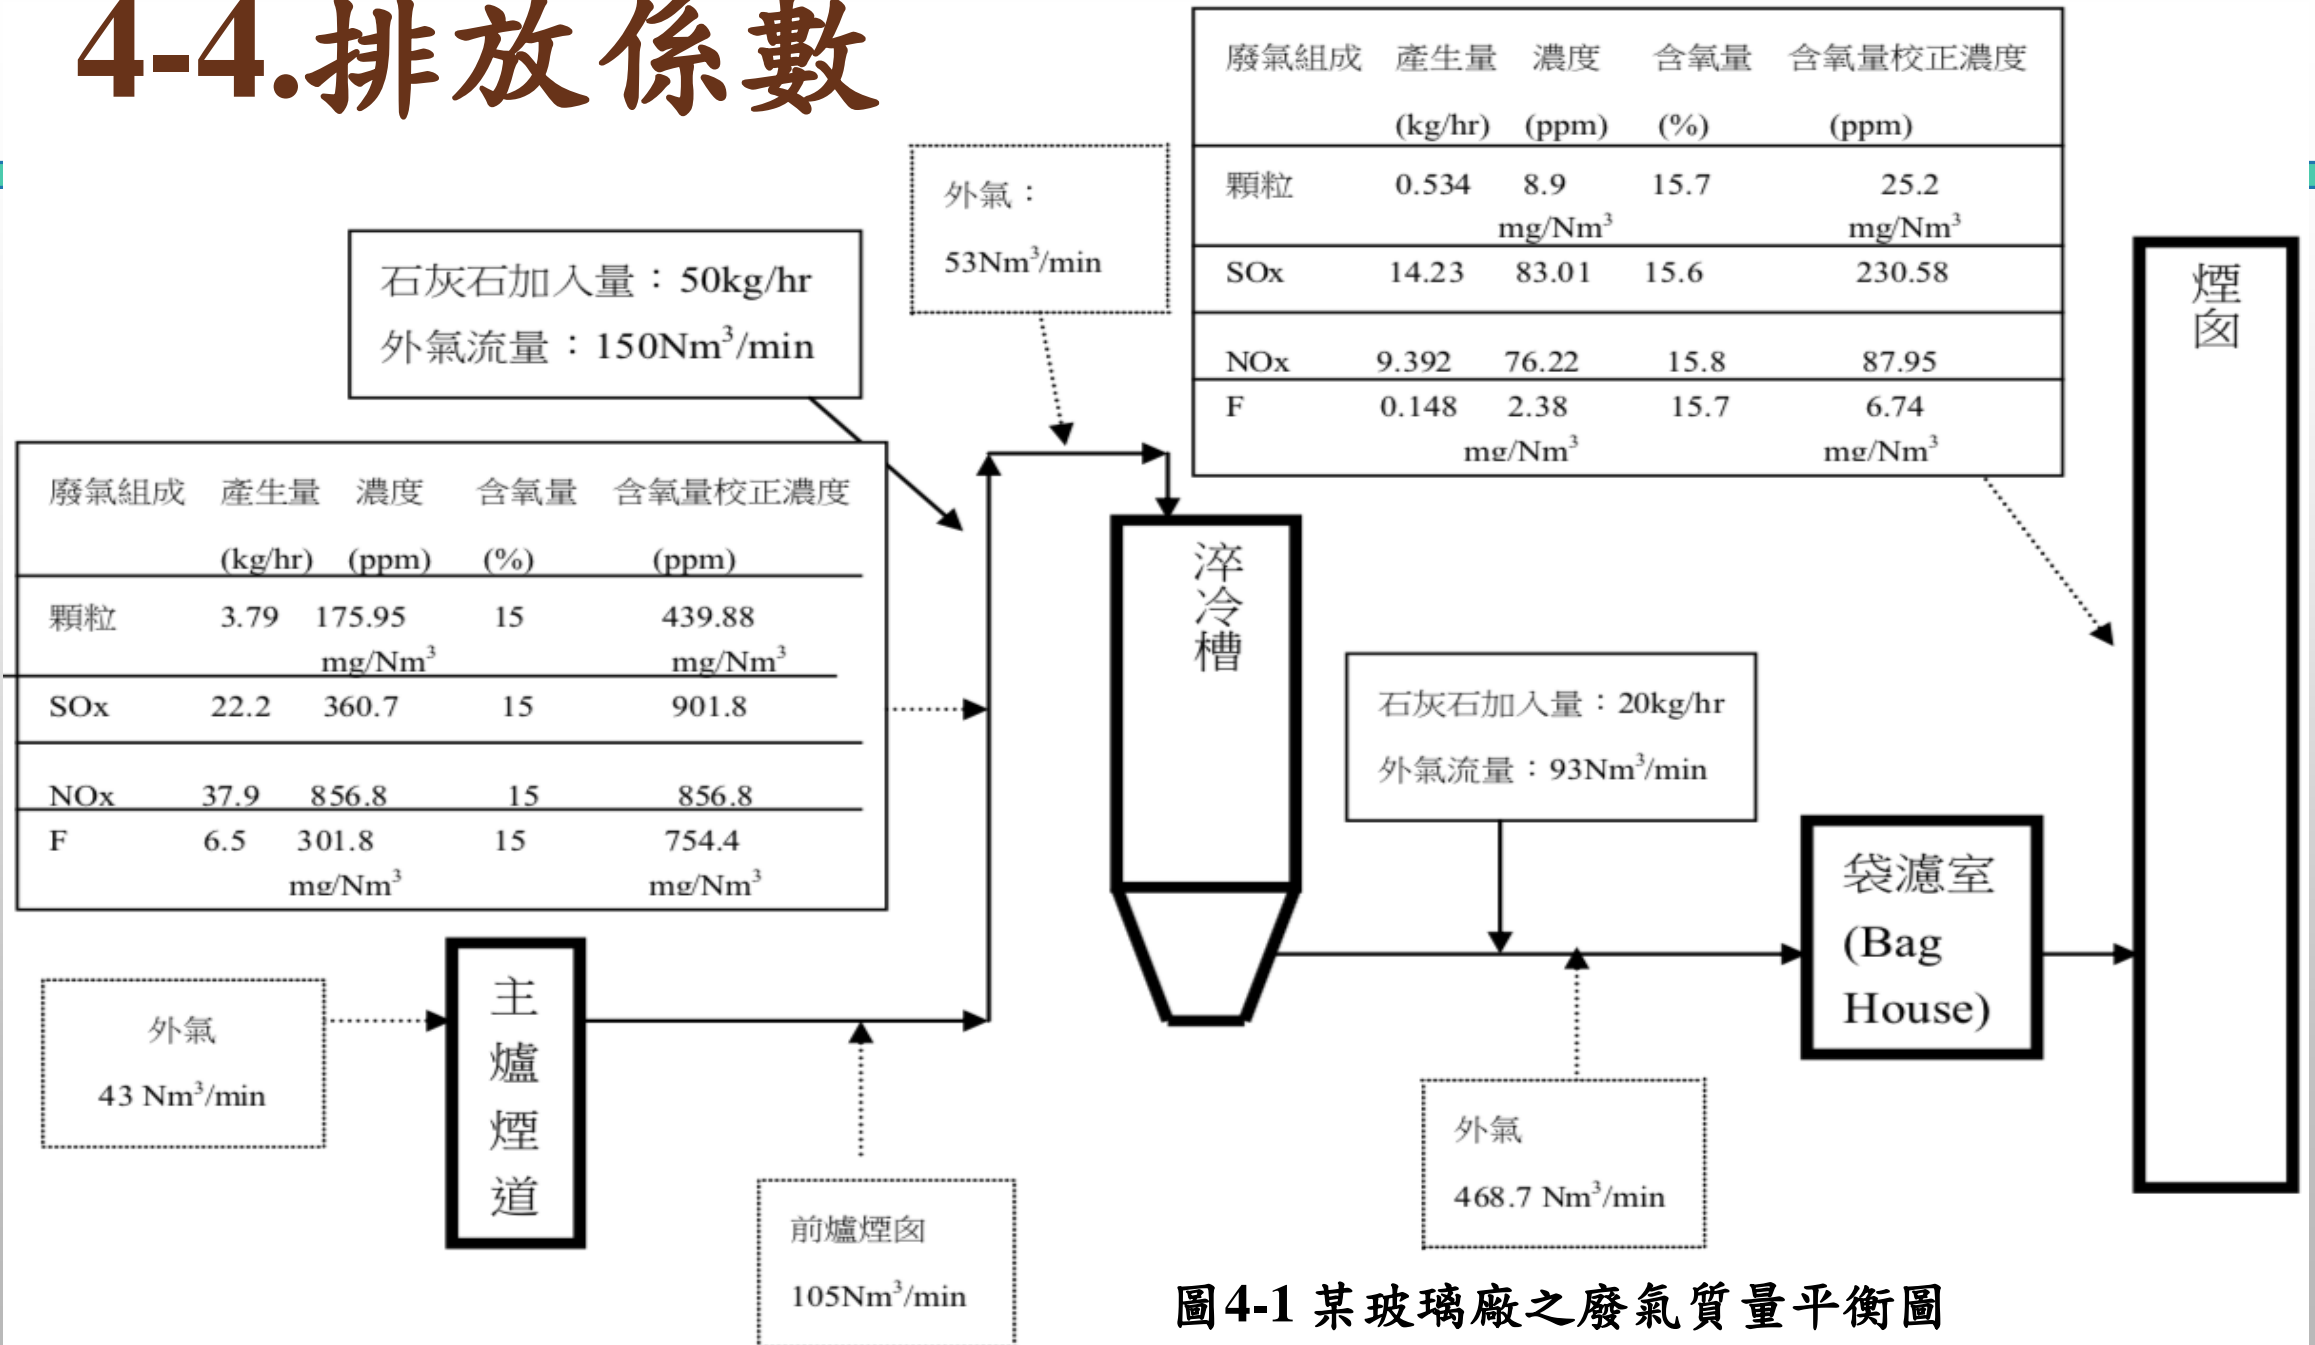 4-4.排放係數
廢氣組成 產生量 濃度 含氧量 含氧量校正濃度
(kg/hr) (ppm) (%) (ppm)
顆粒 0.534 8.9 15.7 25.2
mg/Nm³ mg/Nm³
SOx 14.23 83.01 15.6 230.58
NOx 9.392 76.22 15.8 87.95
F 0.148 2.38 15.7 6.74
mg/Nm³ mg/Nm³
外氣：
53Nm³/min
石灰石加入量：50kg/hr
外氣流量：150Nm³/min
廢氣組成 產生量 濃度 含氧量 含氧量校正濃度
(kg/hr) (ppm) (%) (ppm)
顆粒 3.79 175.95 15 439.88
mg/Nm³ mg/Nm³
SOx 22.2 360.7 15 901.8
NOx 37.9 856.8 15 856.8
F 6.5 301.8 15 754.4
mg/Nm³ mg/Nm³
外氣
43 Nm³/min
主爐煙道
前爐煙囪
105Nm³/min
淬冷槽
石灰石加入量：20kg/hr
外氣流量：93Nm³/min
外氣
468.7 Nm³/min
袋濾室
(Bag
House)
煙囪
圖4-1 某玻璃廠之廢氣質量平衡圖